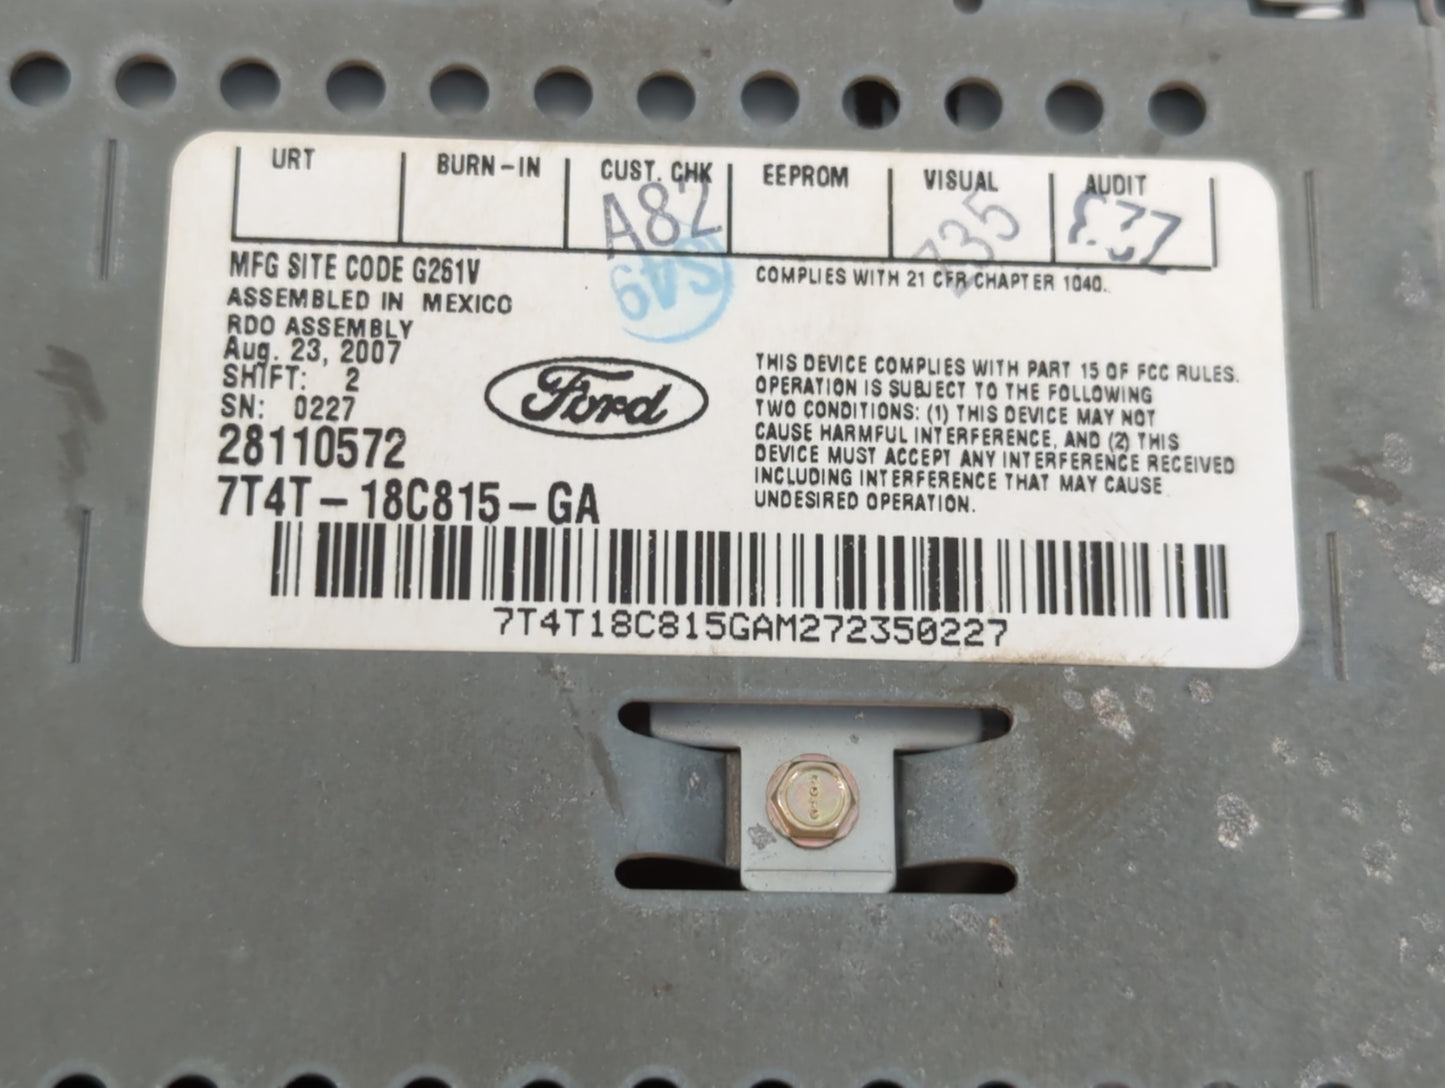 URT BURN-IN CUST. CHK EEPROM VISUAL AUDIT
A82 735
SA9
MFG SITE CODE G261V
ASSEMBLED IN MEXICO
RDO ASSEMBLY
Aug. 23, 2007
SHIFT: 2
SN: 0227
28110572
7T4T-18C815-GA
Ford
COMPLIES WITH 21 CFR CHAPTER 1040.
THIS DEVICE COMPLIES WITH PART 15 OF FCC RULES.
OPERATION IS SUBJECT TO THE FOLLOWING
TWO CONDITIONS: (1) THIS DEVICE MAY NOT
CAUSE HARMFUL INTERFERENCE, AND (2) THIS
DEVICE MUST ACCEPT ANY INTERFERENCE RECEIVED
INCLUDING INTERFERENCE THAT MAY CAUSE
UNDESIRED OPERATION.
7T4T18C815GAM272350227